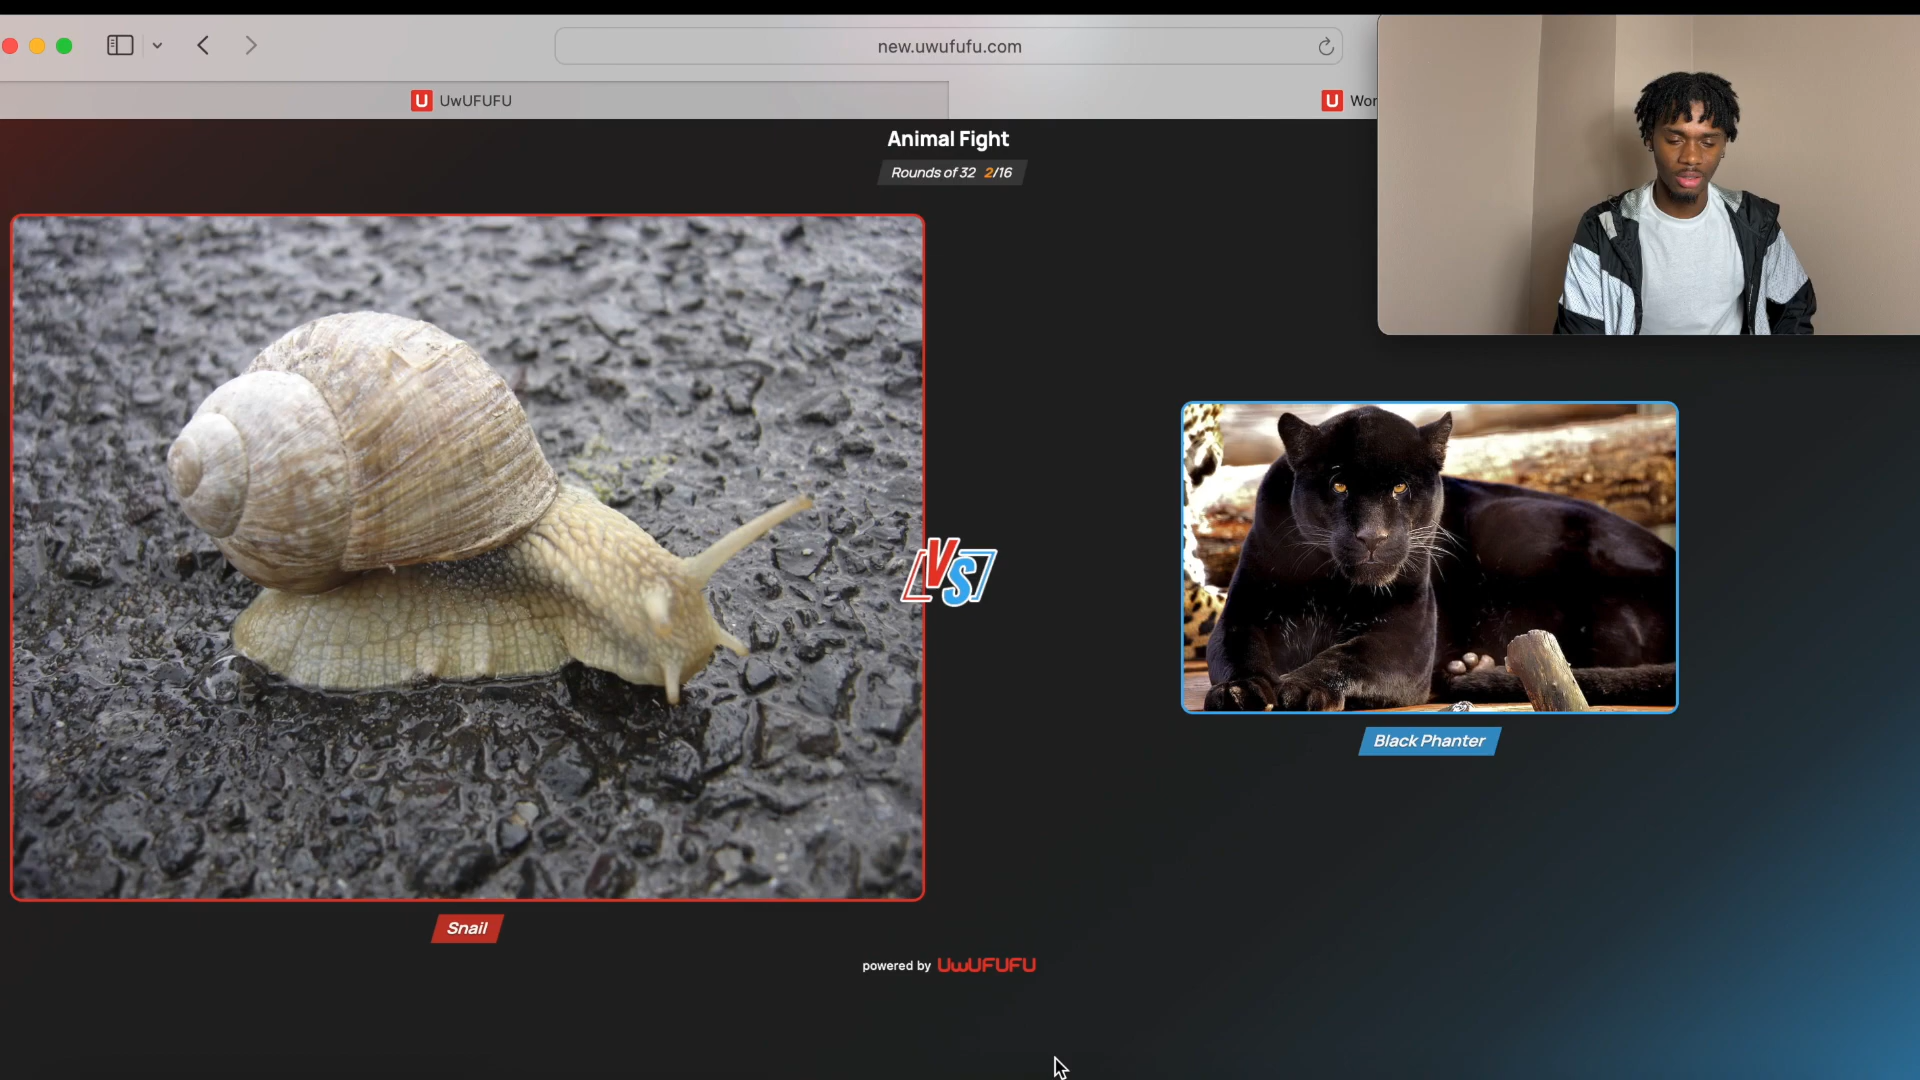 new.uwufufu.com
UwUFUFU
Wor
Animal Fight
Rounds of 32 2/16
VS
Black Phanter
Snail
powered by UwUFUFU